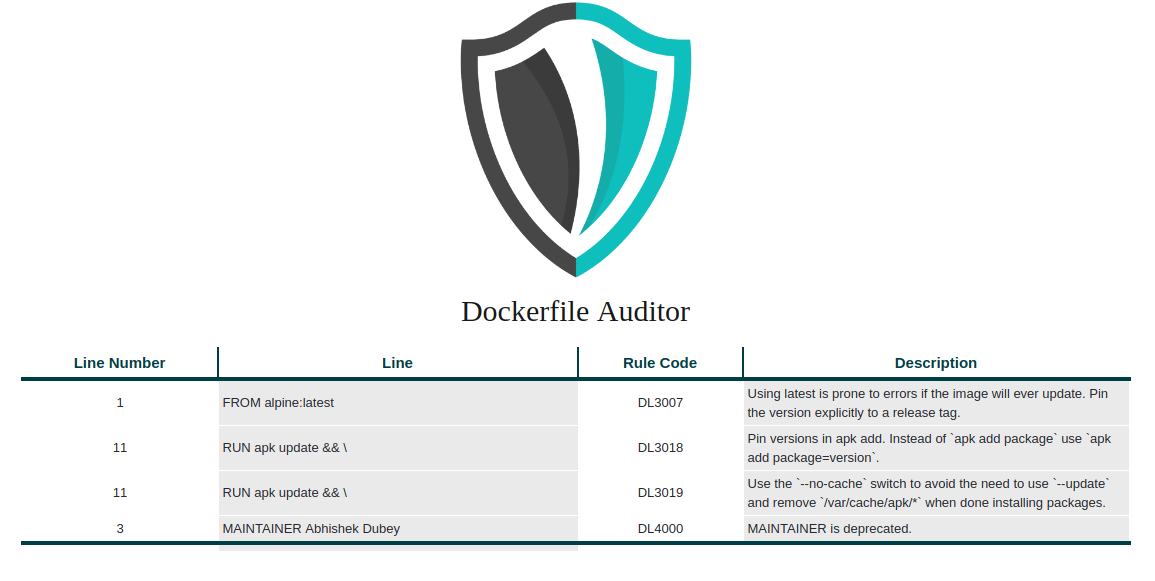 Dockerfile Auditor
Line Number Line Rule Code Description
1 FROM alpine:latest DL3007 Using latest is prone to errors if the image will ever update. Pin
the version explicitly to a release tag.
11 RUN apk update && \ DL3018 Pin versions in apk add. Instead of `apk add package` use `apk
add package=version`.
11 RUN apk update && \ DL3019 Use the `--no-cache` switch to avoid the need to use `--update`
and remove `/var/cache/apk/*` when done installing packages.
3 MAINTAINER Abhishek Dubey DL4000 MAINTAINER is deprecated.